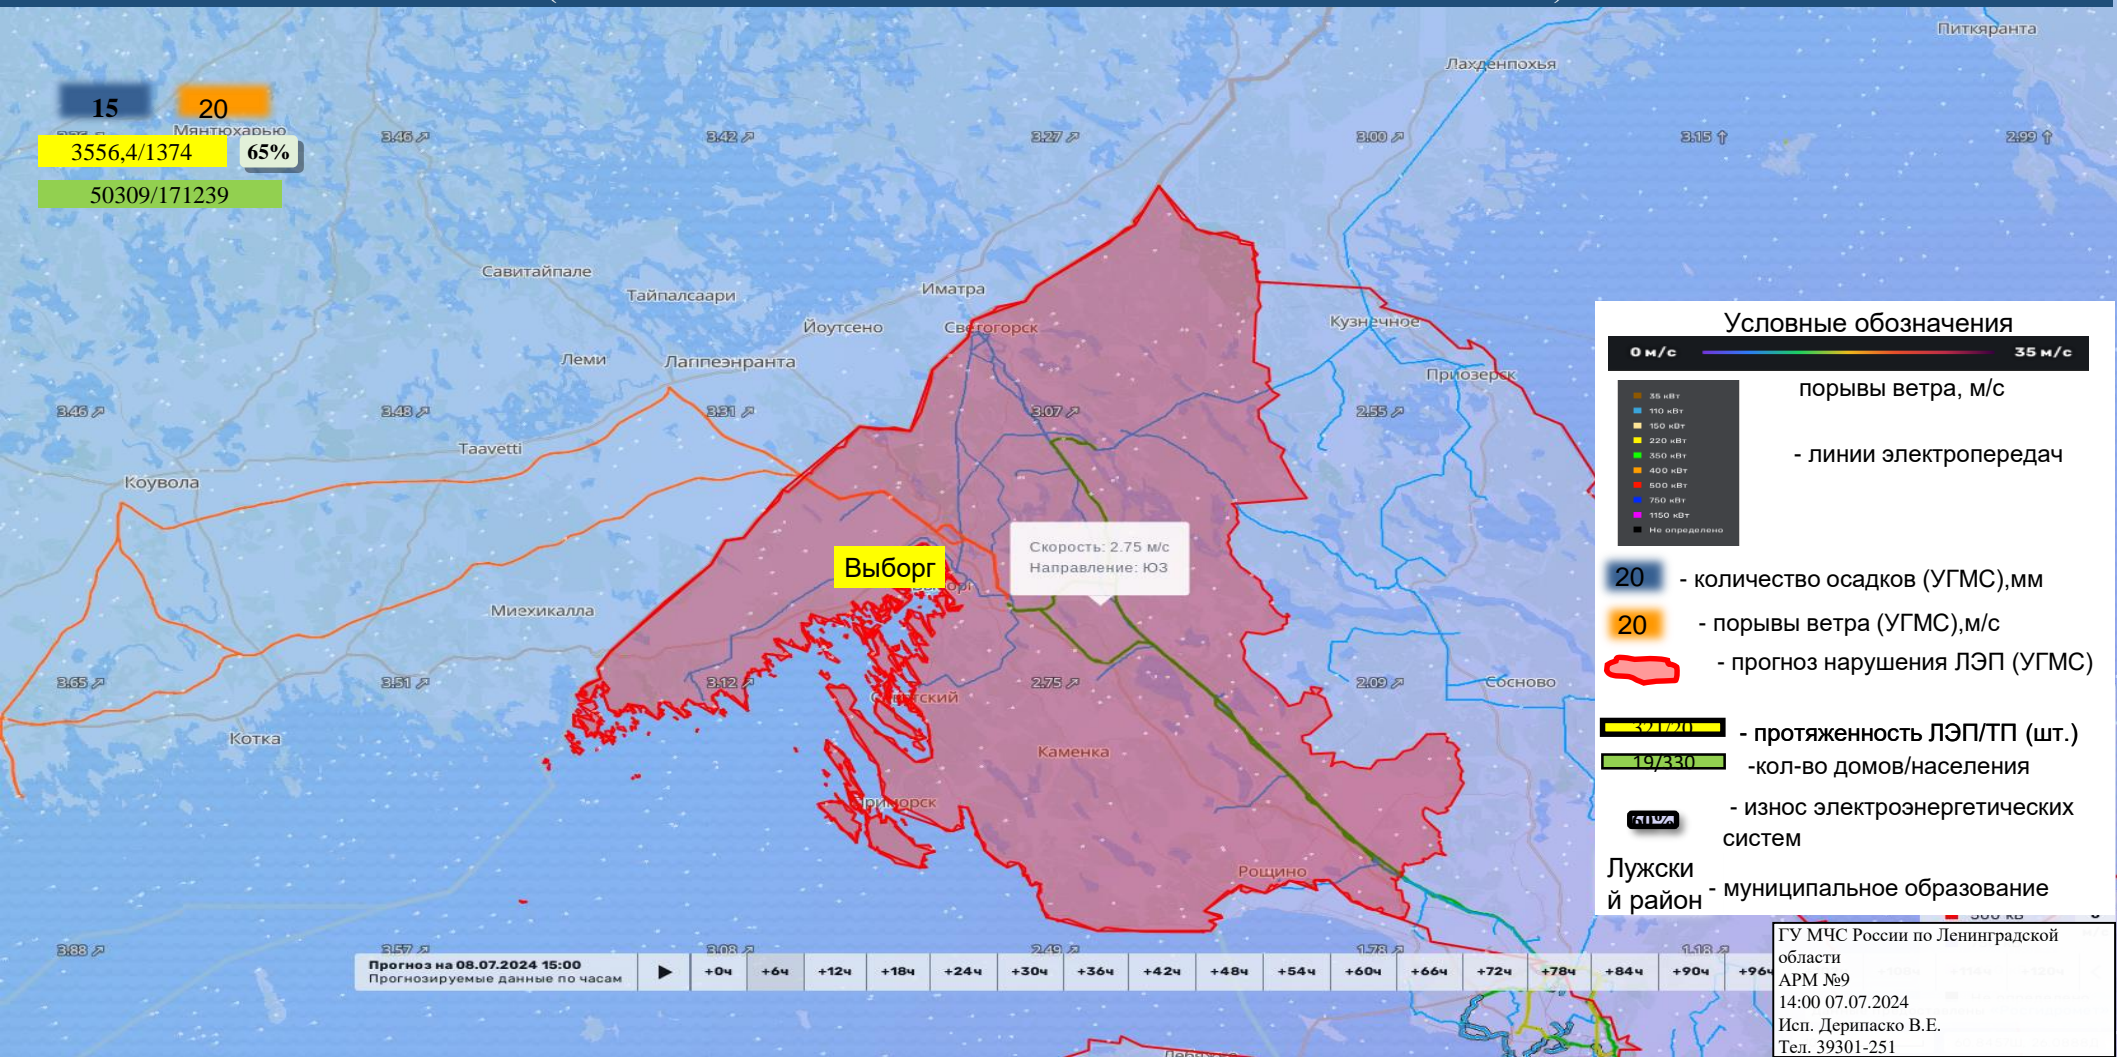 Питкяранта
Лахденпохья
15
20
Мянтюхарью
3.46
3.42
3.27
3.00
3.15
2.99
3556,4/1374
65%
50309/171239
Савитайпале
Тайпалсаари
Иматра
Йоутсено
Светогорск
Кузнечное
Леми
Лаппеэнранта
Приозерск
3.46
3.48
3.31
3.07
2.55
Taavetti
Коувола
Выборг
Скорость: 2.75 м/с
Направление: ЮЗ
Миехикалла
3.65
3.51
3.12
2.75
2.09
Сосново
Советский
Котка
Каменка
Приморск
Рощино
3.88
3.57
3.08
2.49
1.78
1.18
Прогноз на 08.07.2024 15:00
Прогнозируемые данные по часам
+0ч +6ч +12ч +18ч +24ч +30ч +36ч +42ч +48ч +54ч +60ч +66ч +72ч +78ч +84ч +90ч +96ч
Условные обозначения
0 м/с 35 м/с
порывы ветра, м/с
35 кВт
110 кВт
150 кВт
220 кВт
350 кВт
400 кВт
500 кВт
750 кВт
1150 кВт
Не определено
- линии электропередач
20 - количество осадков (УГМС),мм
20 - порывы ветра (УГМС),м/с
- прогноз нарушения ЛЭП (УГМС)
321/20 - протяженность ЛЭП/ТП (шт.)
19/330 -кол-во домов/населения
- износ электроэнергетических
систем
Лужски
й район - муниципальное образование
ГУ МЧС России по Ленинградской
области
АРМ №9
14:00 07.07.2024
Исп. Дерипаско В.Е.
Тел. 39301-251